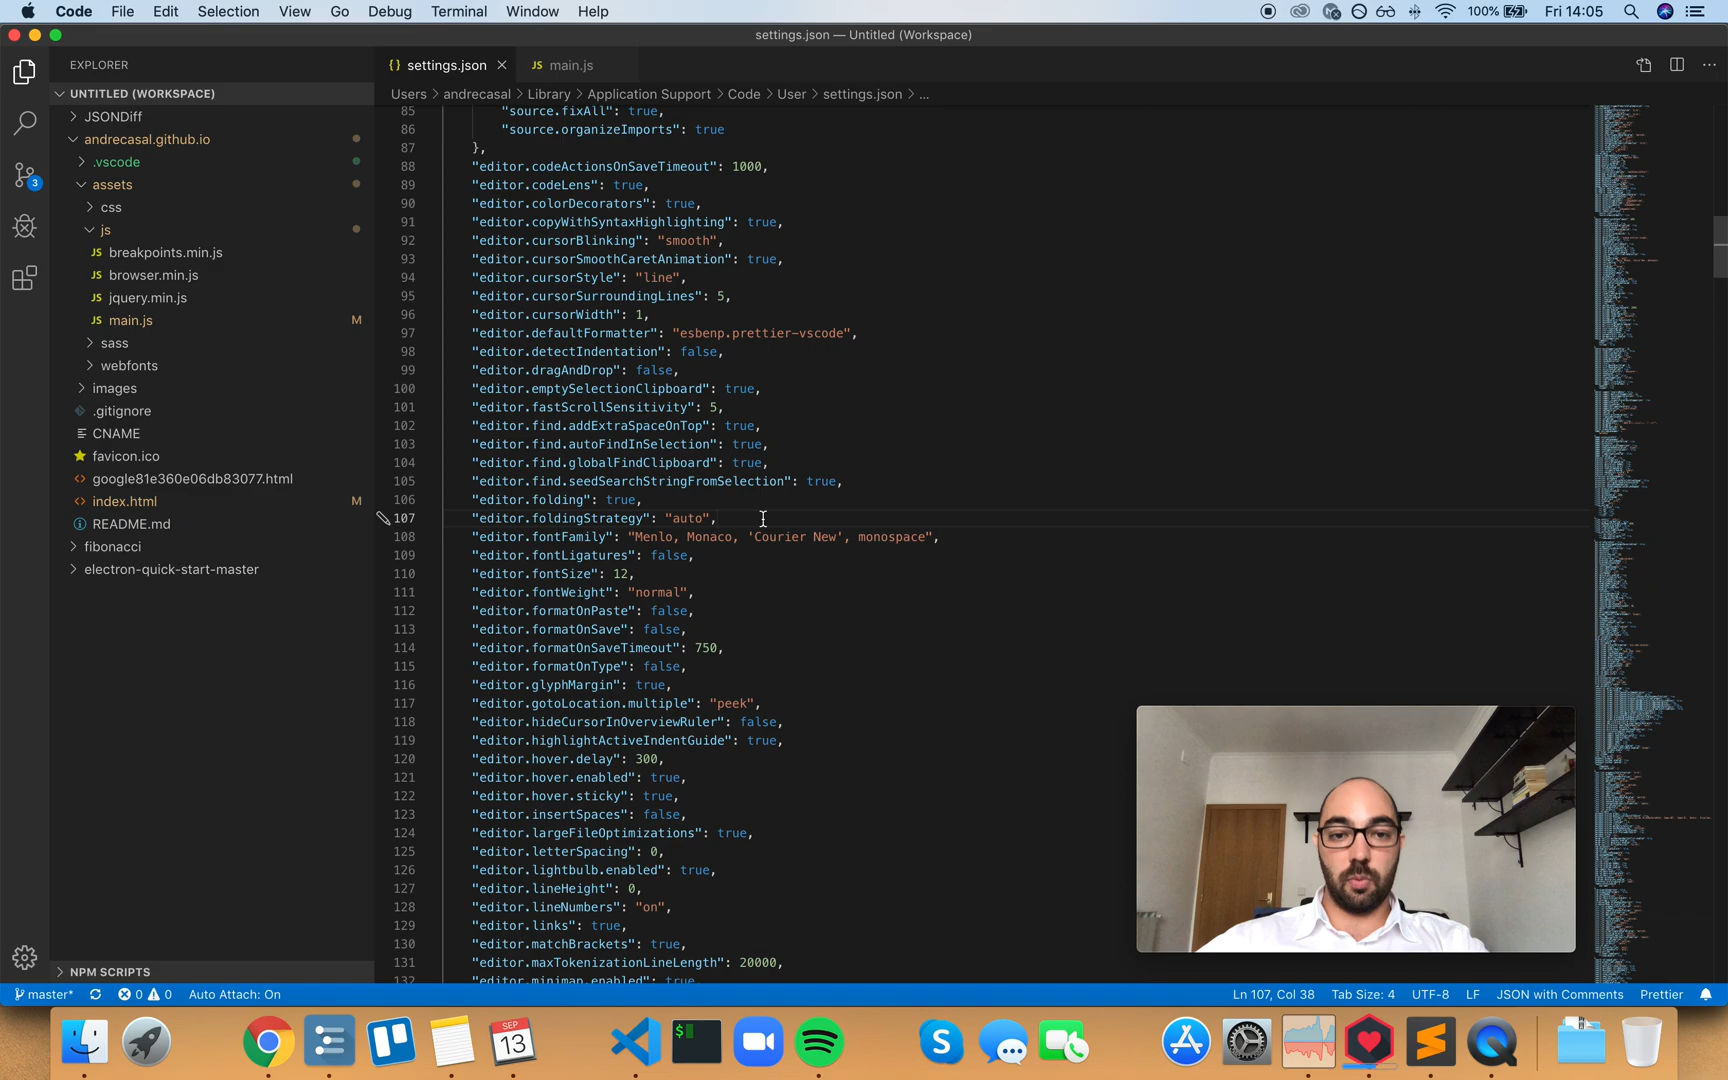 Code File Edit Selection View Go Debug Terminal Window Help 100% Fri 14:05
settings.json — Untitled (Workspace)
EXPLORER
{} settings.json
JS main.js
UNTITLED (WORKSPACE)
Users > andrecasal > Library > Application Support > Code > User > settings.json > ...
JSONDiff
andrecasal.github.io
.vscode
assets
css
js
JS breakpoints.min.js
JS browser.min.js
JS jquery.min.js
JS main.js M
sass
webfonts
images
.gitignore
CNAME
favicon.ico
<> google81e360e06db83077.html
<> index.html M
README.md
fibonacci
electron-quick-start-master
NPM SCRIPTS
3
85 "source.fixAll": true,
86 "source.organizeImports": true
87 },
88 "editor.codeActionsOnSaveTimeout": 1000,
89 "editor.codeLens": true,
90 "editor.colorDecorators": true,
91 "editor.copyWithSyntaxHighlighting": true,
92 "editor.cursorBlinking": "smooth",
93 "editor.cursorSmoothCaretAnimation": true,
94 "editor.cursorStyle": "line",
95 "editor.cursorSurroundingLines": 5,
96 "editor.cursorWidth": 1,
97 "editor.defaultFormatter": "esbenp.prettier-vscode",
98 "editor.detectIndentation": false,
99 "editor.dragAndDrop": false,
100 "editor.emptySelectionClipboard": true,
101 "editor.fastScrollSensitivity": 5,
102 "editor.find.addExtraSpaceOnTop": true,
103 "editor.find.autoFindInSelection": true,
104 "editor.find.globalFindClipboard": true,
105 "editor.find.seedSearchStringFromSelection": true,
106 "editor.folding": true,
107 "editor.foldingStrategy": "auto",
108 "editor.fontFamily": "Menlo, Monaco, 'Courier New', monospace",
109 "editor.fontLigatures": false,
110 "editor.fontSize": 12,
111 "editor.fontWeight": "normal",
112 "editor.formatOnPaste": false,
113 "editor.formatOnSave": false,
114 "editor.formatOnSaveTimeout": 750,
115 "editor.formatOnType": false,
116 "editor.glyphMargin": true,
117 "editor.gotoLocation.multiple": "peek",
118 "editor.hideCursorInOverviewRuler": false,
119 "editor.highlightActiveIndentGuide": true,
120 "editor.hover.delay": 300,
121 "editor.hover.enabled": true,
122 "editor.hover.sticky": true,
123 "editor.insertSpaces": false,
124 "editor.largeFileOptimizations": true,
125 "editor.letterSpacing": 0,
126 "editor.lightbulb.enabled": true,
127 "editor.lineHeight": 0,
128 "editor.lineNumbers": "on",
129 "editor.links": true,
130 "editor.matchBrackets": true,
131 "editor.maxTokenizationLineLength": 20000,
132 "editor.minimap.enabled": true,
master* 0 0 Auto Attach: On Ln 107, Col 38 Tab Size: 4 UTF-8 LF JSON with Comments Prettier
SEP
13
$
S